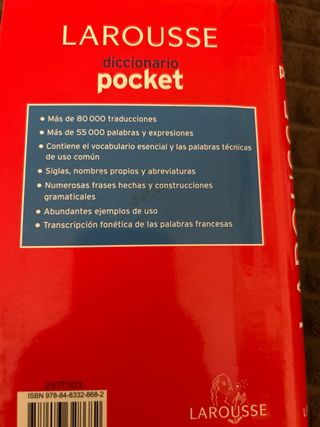 LAROUSSE
diccionario
pocket
• Más de 80 000 traducciones
• Más de 55 000 palabras y expresiones
• Contiene el vocabulario esencial y las palabras técnicas
de uso común
• Siglas, nombres propios y abreviaturas
• Numerosas frases hechas y construcciones
gramaticales
• Abundantes ejemplos de uso
• Transcripción fonética de las palabras francesas
2617303
ISBN 978-84-8332-868-2
LAROUSSE